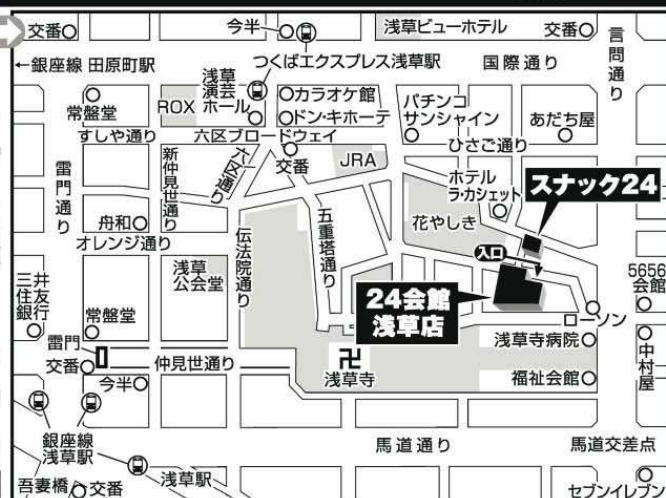 交番
今半
浅草ビューホテル
交番
言問通り
←銀座線 田原町駅
つくばエクスプレス浅草駅
国際通り
常盤堂
ROX
浅草
演芸
ホール
カラオケ館
ドン・キホーテ
パチンコ
サンシャイン
あだち屋
すしや通り
六区ブロードウェイ
ひさご通り
雷門通り
新仲見世通り
六区通り
交番
JRA
ホテル
ラ・カシェット
スナック24
舟和
オレンジ通り
伝法院通り
五重塔通り
花やしき
入口
三井住友銀行
浅草
公会堂
24会館
浅草店
5656
会館
常盤堂
ローソン
雷門
交番
仲見世通り
卍
浅草寺
浅草寺病院
中村屋
今半
福祉会館
銀座線
浅草駅
馬道通り
馬道交差点
吾妻橋
交番
浅草駅
セブンイレブン